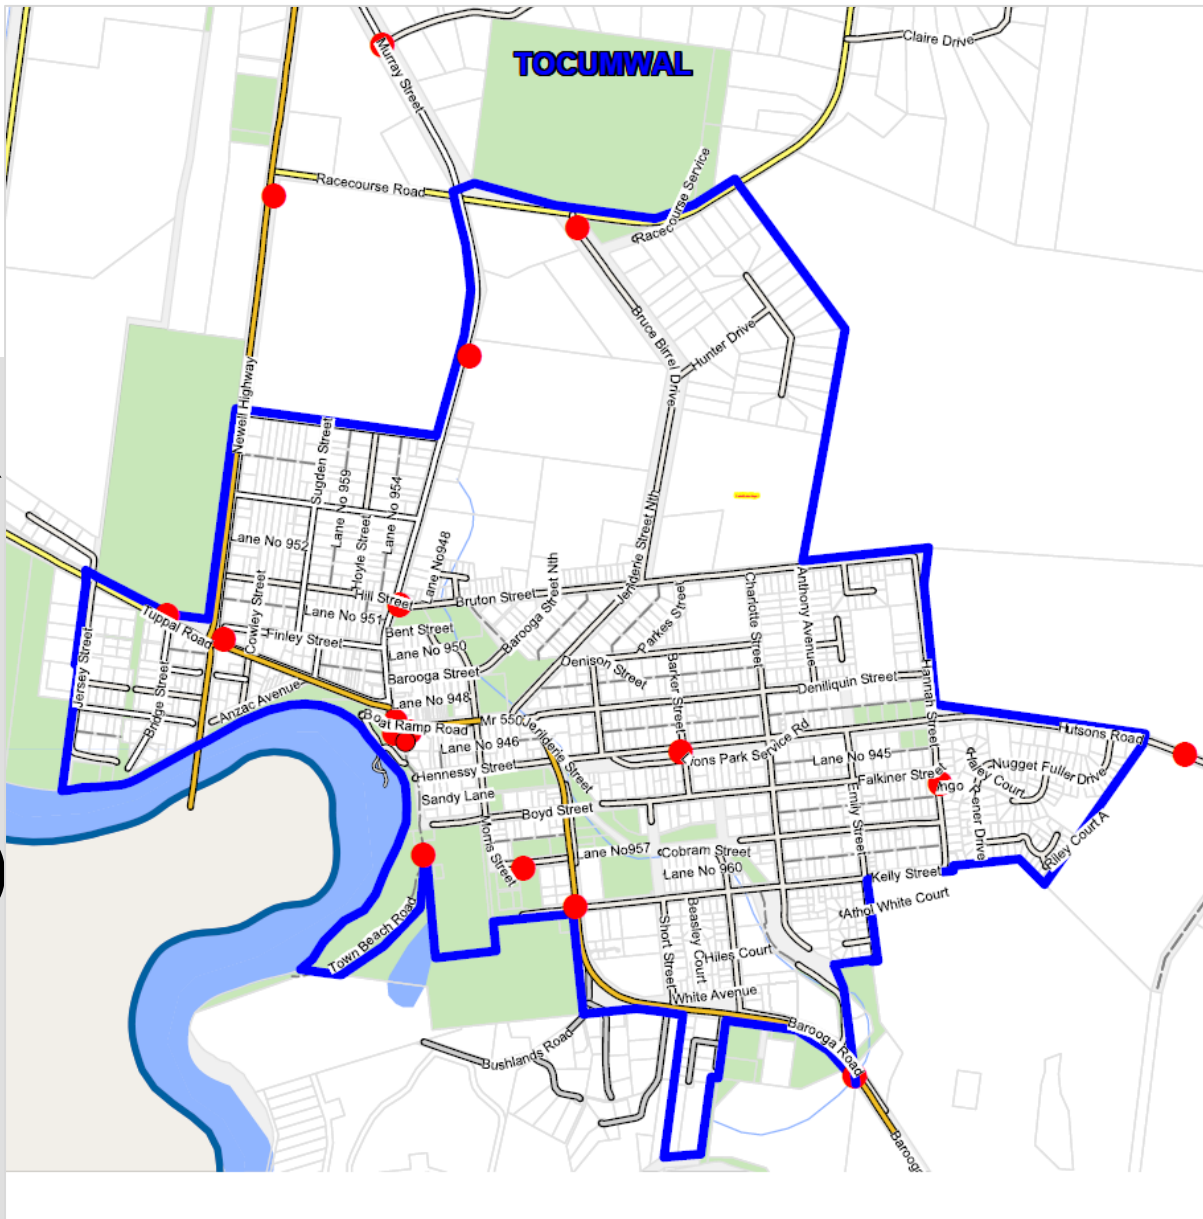 Claire Drive
Murray Street
TOCUMWAL
Racecourse Road
Racecourse Service
Bruce Birrel Drive
Hunter Drive
Newell Highway
Sugden Street
Lane No 959
Lane No 954
Hoyle Street
Lane No 952
Lane No948
Jerilderie Street Nth
Barooga Street Nth
Hill Street
Bruton Street
Lane No 951
Cowley Street
Finley Street
Tuppal Road
Bent Street
Lane No 950
Barooga Street
Lane No 948
Parkes Street
Charlotte Street
Anthony Avenue
Denison Street
Barker Street
Deniliquin Street
Hannah Street
Jersey Street
Bridge Street
Anzac Avenue
Boat Ramp Road
Mr 550
Jerilderie Street
Lane No 946
Hennessy Street
Sandy Lane
Boyd Street
Morris Street
yons Park Service Rd
Lane No 945
Falkiner Street
ingo
Emily Street
Hutsons Road
Haley Court
Nugget Fuller Drive
Kener Drive
Riley Court A
Lane No957
Cobram Street
Lane No 960
Kelly Street
Athol White Court
Town Beach Road
Short Street
Beasley Court
Hiles Court
White Avenue
Bushlands Road
Barooga Road
Barooga